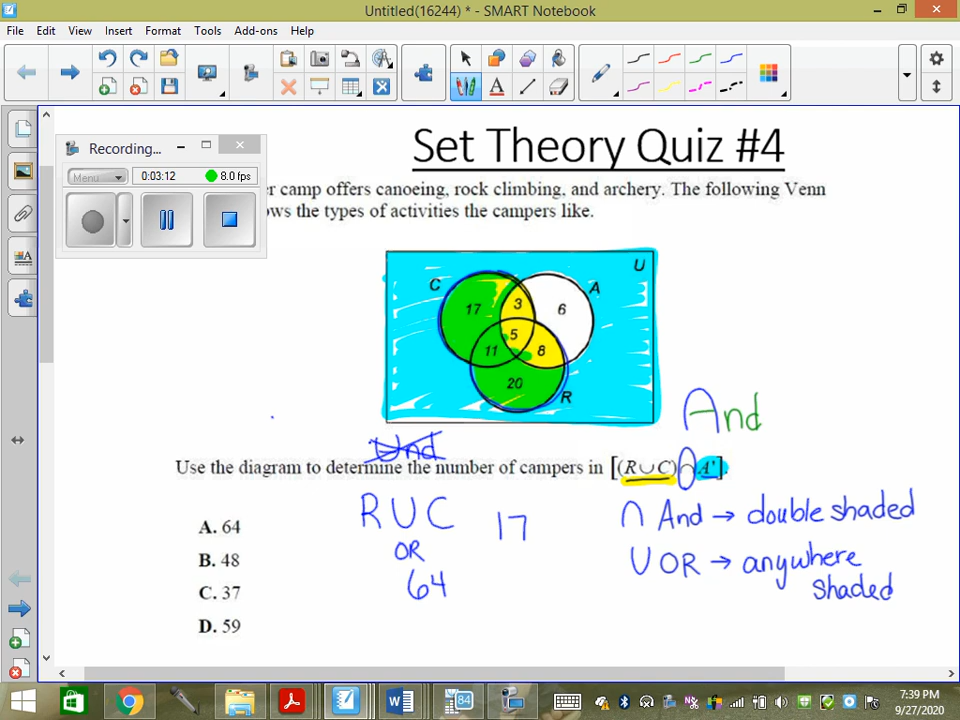 Untitled(16244) * - SMART Notebook
File Edit View Insert Format Tools Add-ons Help
Recording...
Menu 0:03:12 8.0 fps
Set Theory Quiz #4
er camp offers canoeing, rock climbing, and archery. The following Venn
ows the types of activities the campers like.
U
C A
17 3 6
5
11 8
20
R
And
Und
Use the diagram to determine the number of campers in [(R∪C)∩A'].
R U C 17
OR
64
A. 64
B. 48
C. 37
D. 59
∩ And → double shaded
U OR → anywhere
shaded
84
7:39 PM
9/27/2020